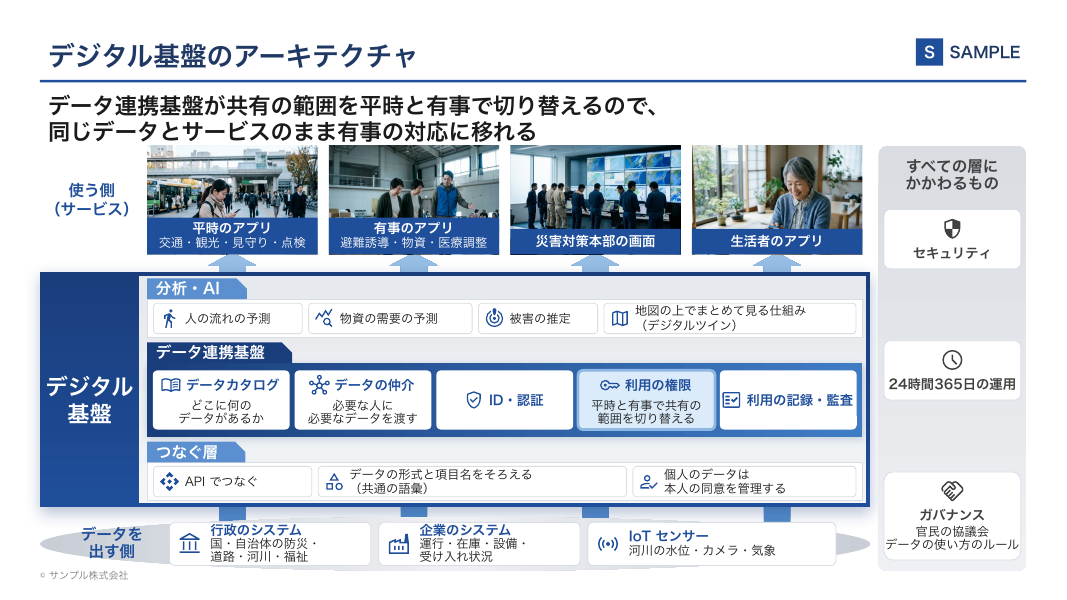 デジタル基盤のアーキテクチャ
S SAMPLE
データ連携基盤が共有の範囲を平時と有事で切り替えるので、
同じデータとサービスのまま有事の対応に移れる
使う側
（サービス）
平時のアプリ
交通・観光・見守り・点検
有事のアプリ
避難誘導・物資・医療調整
災害対策本部の画面
生活者のアプリ
すべての層に
かかわるもの
セキュリティ
24時間365日の運用
ガバナンス
官民の協議会
データの使い方のルール
デジタル
基盤
分析・AI
人の流れの予測
物資の需要の予測
被害の推定
地図の上でまとめて見る仕組み
（デジタルツイン）
データ連携基盤
データカタログ
どこに何の
データがあるか
データの仲介
必要な人に
必要なデータを渡す
ID・認証
利用の権限
平時と有事で共有の
範囲を切り替える
利用の記録・監査
つなぐ層
API でつなぐ
データの形式と項目名をそろえる
（共通の語彙）
個人のデータは
本人の同意を管理する
データを
出す側
行政のシステム
国・自治体の防災・
道路・河川・福祉
企業のシステム
運行・在庫・設備・
受け入れ状況
IoT センサー
河川の水位・カメラ・気象
© サンプル株式会社